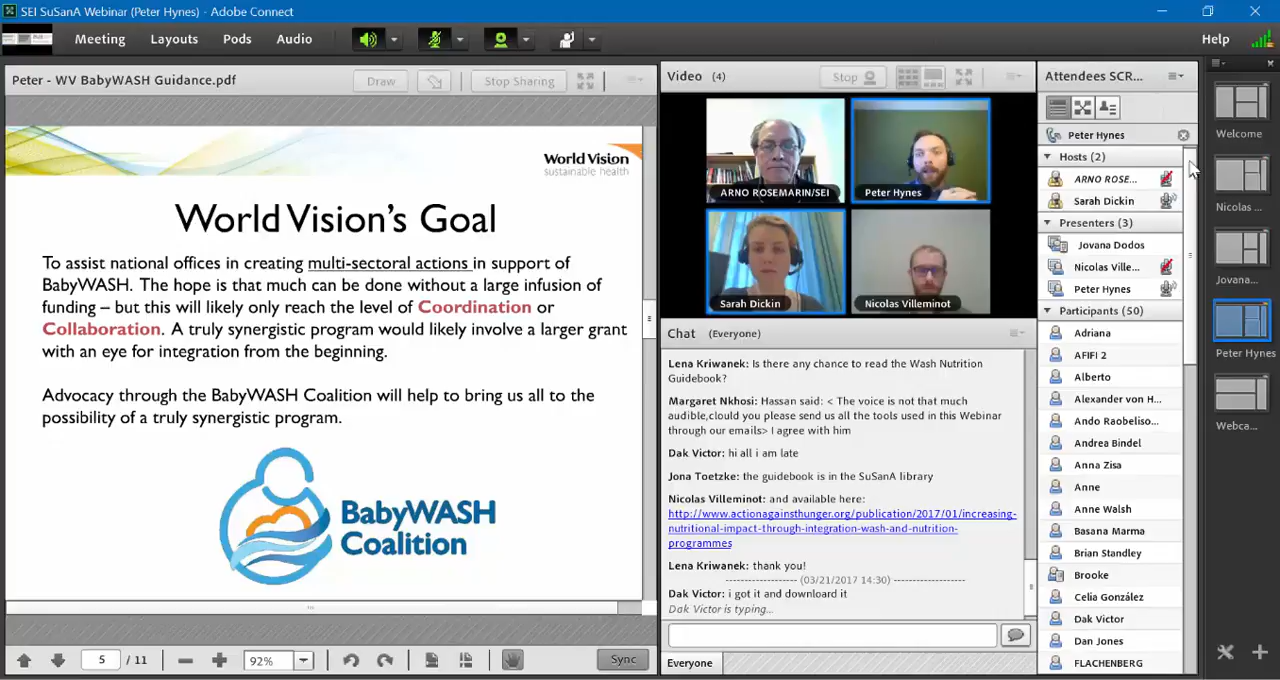 SEI SuSanA Webinar (Peter Hynes) - Adobe Connect
Meeting
Layouts
Pods
Audio
Help
Peter - WV BabyWASH Guidance.pdf
Draw
Stop Sharing
World Vision
sustainable health
World Vision's Goal
To assist national offices in creating multi-sectoral actions in support of
BabyWASH. The hope is that much can be done without a large infusion of
funding – but this will likely only reach the level of Coordination or
Collaboration. A truly synergistic program would likely involve a larger grant
with an eye for integration from the beginning.
Advocacy through the BabyWASH Coalition will help to bring us all to the
possibility of a truly synergistic program.
BabyWASH
Coalition
5 / 11
92%
Sync
Video (4)
Stop
ARNO ROSEMARIN/SEI
Peter Hynes
Sarah Dickin
Nicolas Villeminot
Chat (Everyone)
Lena Kriwanek: Is there any chance to read the Wash Nutrition
Guidebook?
Margaret Nkhosi: Hassan said: < The voice is not that much
audible,clould you please send us all the tools used in this Webinar
through our emails> I agree with him
Dak Victor: hi all i am late
Jona Toetzke: the guidebook is in the SuSanA library
Nicolas Villeminot: and available here:
http://www.actionagainsthunger.org/publication/2017/01/increasing-
nutritional-impact-through-integration-wash-and-nutrition-
programmes
Lena Kriwanek: thank you!
-------------------- (03/21/2017 14:30) --------------------
Dak Victor: i got it and downloard it
Dak Victor is typing...
Everyone
Attendees SCR...
Peter Hynes
Hosts (2)
ARNO ROSE...
Sarah Dickin
Presenters (3)
Jovana Dodos
Nicolas Ville...
Peter Hynes
Participants (50)
Adriana
AFIFI 2
Alberto
Alexander von H...
Ando Raobeliso...
Andrea Bindel
Anna Zisa
Anne
Anne Walsh
Basana Marma
Brian Standley
Brooke
Celia González
Dak Victor
Dan Jones
FLACHENBERG
Welcome
Nicolas ...
Jovana...
Peter Hynes
Webca...